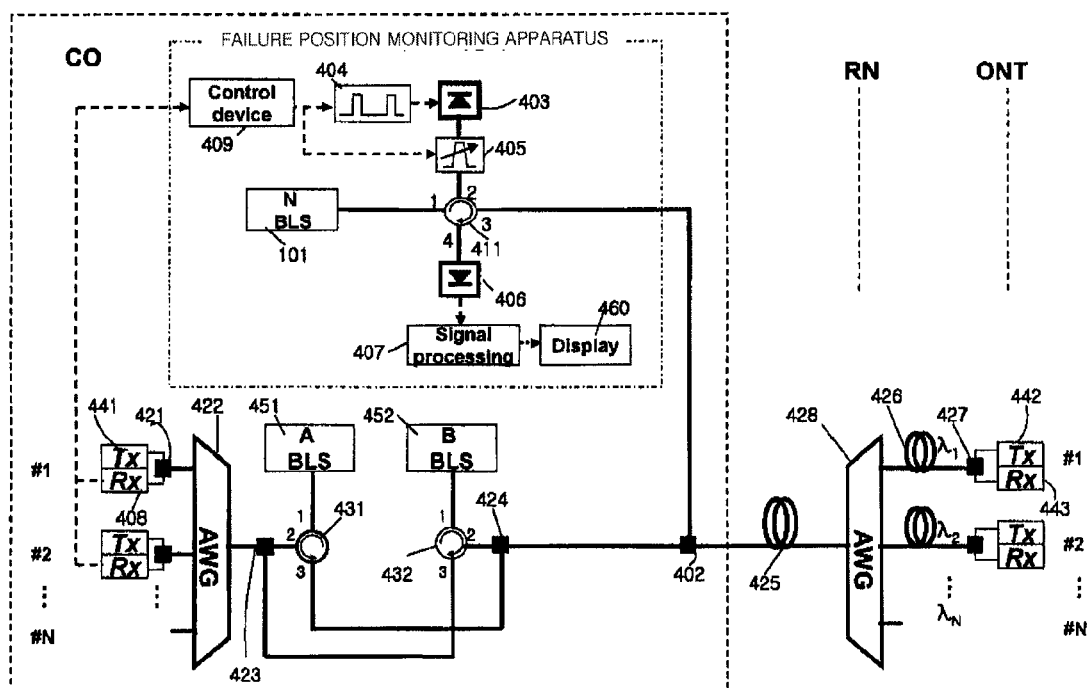 FAILURE POSITION MONITORING APPARATUS
CO
RN
ONT
404
403
Control
device
409
405
N
BLS
101
1
2
3
4
411
406
460
407
Signal
processing
Display
441
421
422
451
452
A
BLS
B
BLS
424
428
426
427
442
#1
Tx
Rx
408
λ1
Tx
Rx
#1
443
1
2
3
431
1
2
3
432
#2
Tx
Rx
AWG
402
425
AWG
λ2
Tx
Rx
#2
#N
423
λN
#N